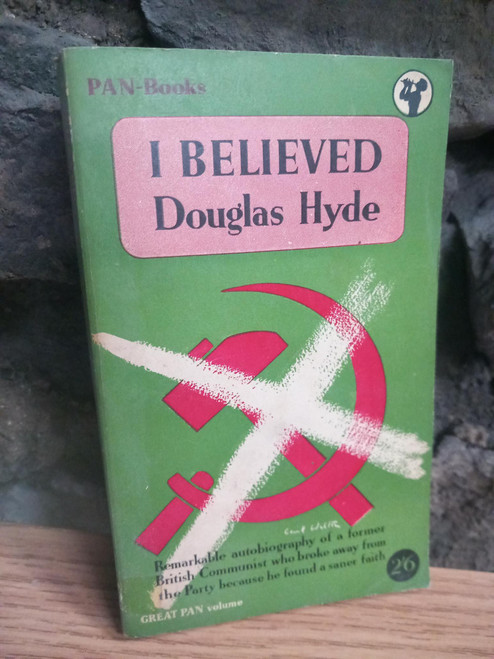 PAN-Books
I BELIEVED
Douglas Hyde
Remarkable autobiography of a former
British Communist who broke away from
the Party because he found a saner faith
2/6
GREAT PAN volume